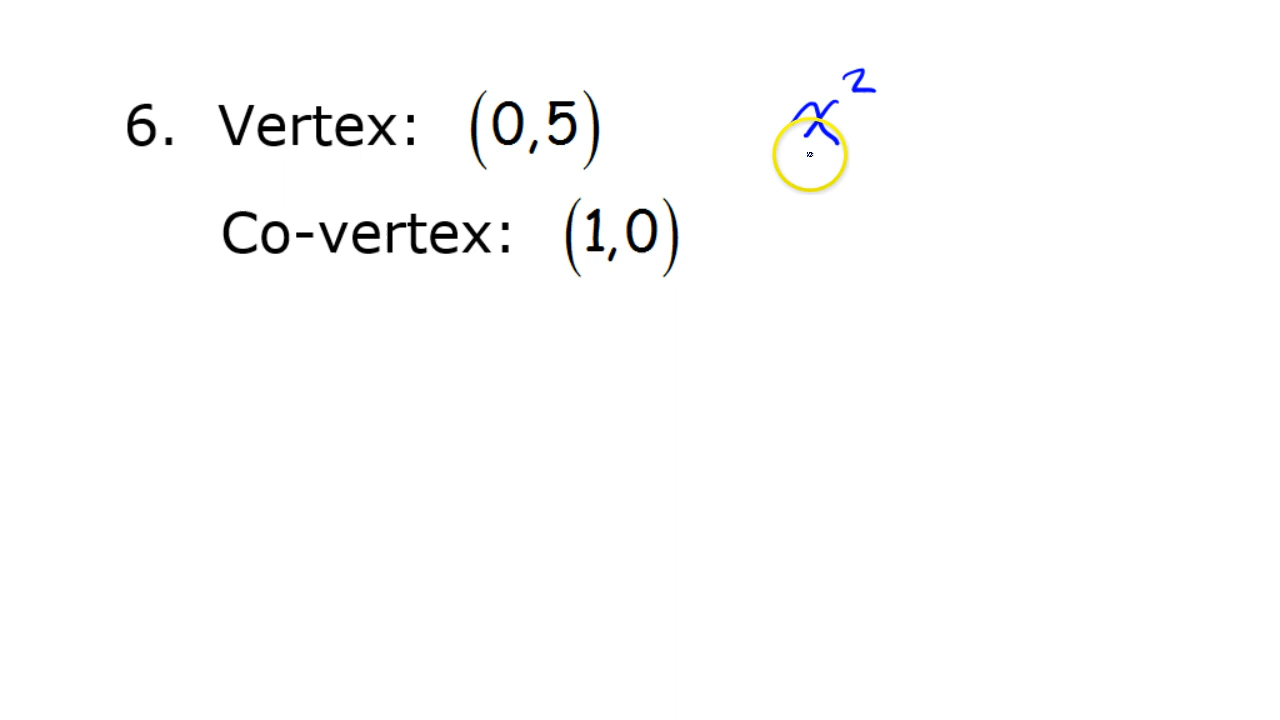 6. Vertex: (0,5) x²
Co-vertex: (1,0)